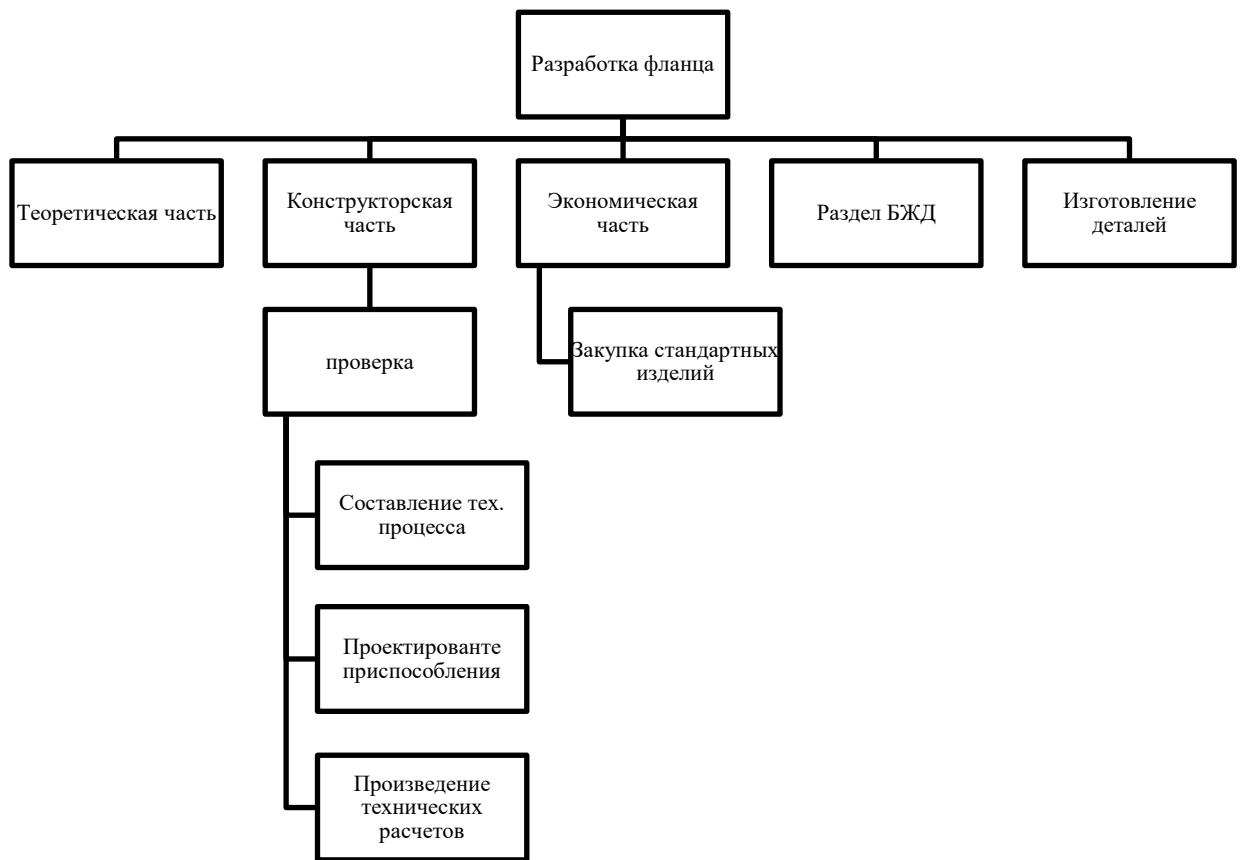 Разработка фланца
Теоретическая часть
Конструкторская
часть
Экономическая
часть
Раздел БЖД
Изготовление
деталей
проверка
Закупка стандартных
изделий
Составление тех.
процесса
Проектированте
приспособления
Произведение
технических
расчетов